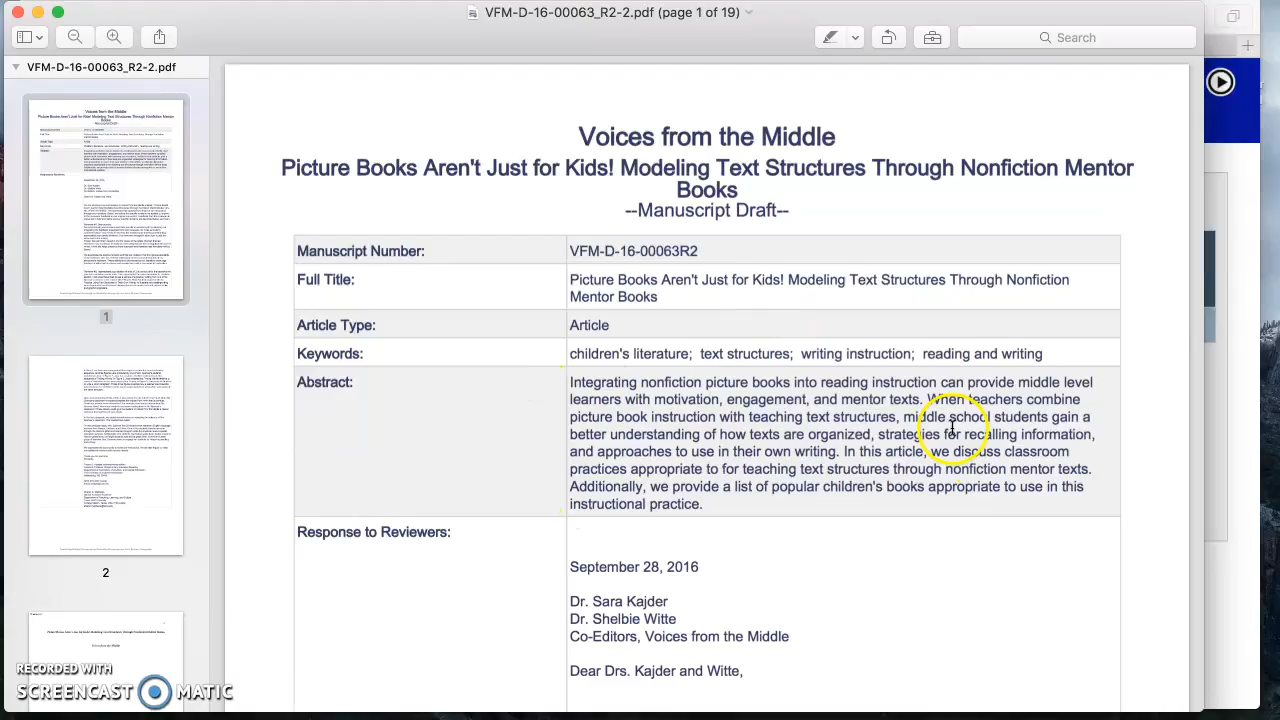 VFM-D-16-00063_R2-2.pdf (page 1 of 19)
Search
VFM-D-16-00063_R2-2.pdf
1
2
Voices from the Middle
Picture Books Aren't Just for Kids! Modeling Text Structures Through Nonfiction Mentor
Books
--Manuscript Draft--
Manuscript Number: VFM-D-16-00063R2
Full Title: Picture Books Aren't Just for Kids! Modeling Text Structures Through Nonfiction
Mentor Books
Article Type: Article
Keywords: children's literature; text structures; writing instruction; reading and writing
Abstract: Integrating nonfiction picture books into reading instruction can provide middle level
learners with motivation, engagement, and mentor texts. When teachers combine
picture book instruction with teaching text structures, middle school students gain a
better understanding of how texts are organized, strategies for recalling information,
and approaches to use in their own writing. In this article, we discuss classroom
practices appropriate to for teaching text structures through nonfiction mentor texts.
Additionally, we provide a list of popular children's books appropriate to use in this
instructional practice.
Response to Reviewers:
September 28, 2016
Dr. Sara Kajder
Dr. Shelbie Witte
Co-Editors, Voices from the Middle
Dear Drs. Kajder and Witte,
RECORDED WITH
SCREENCAST MATIC